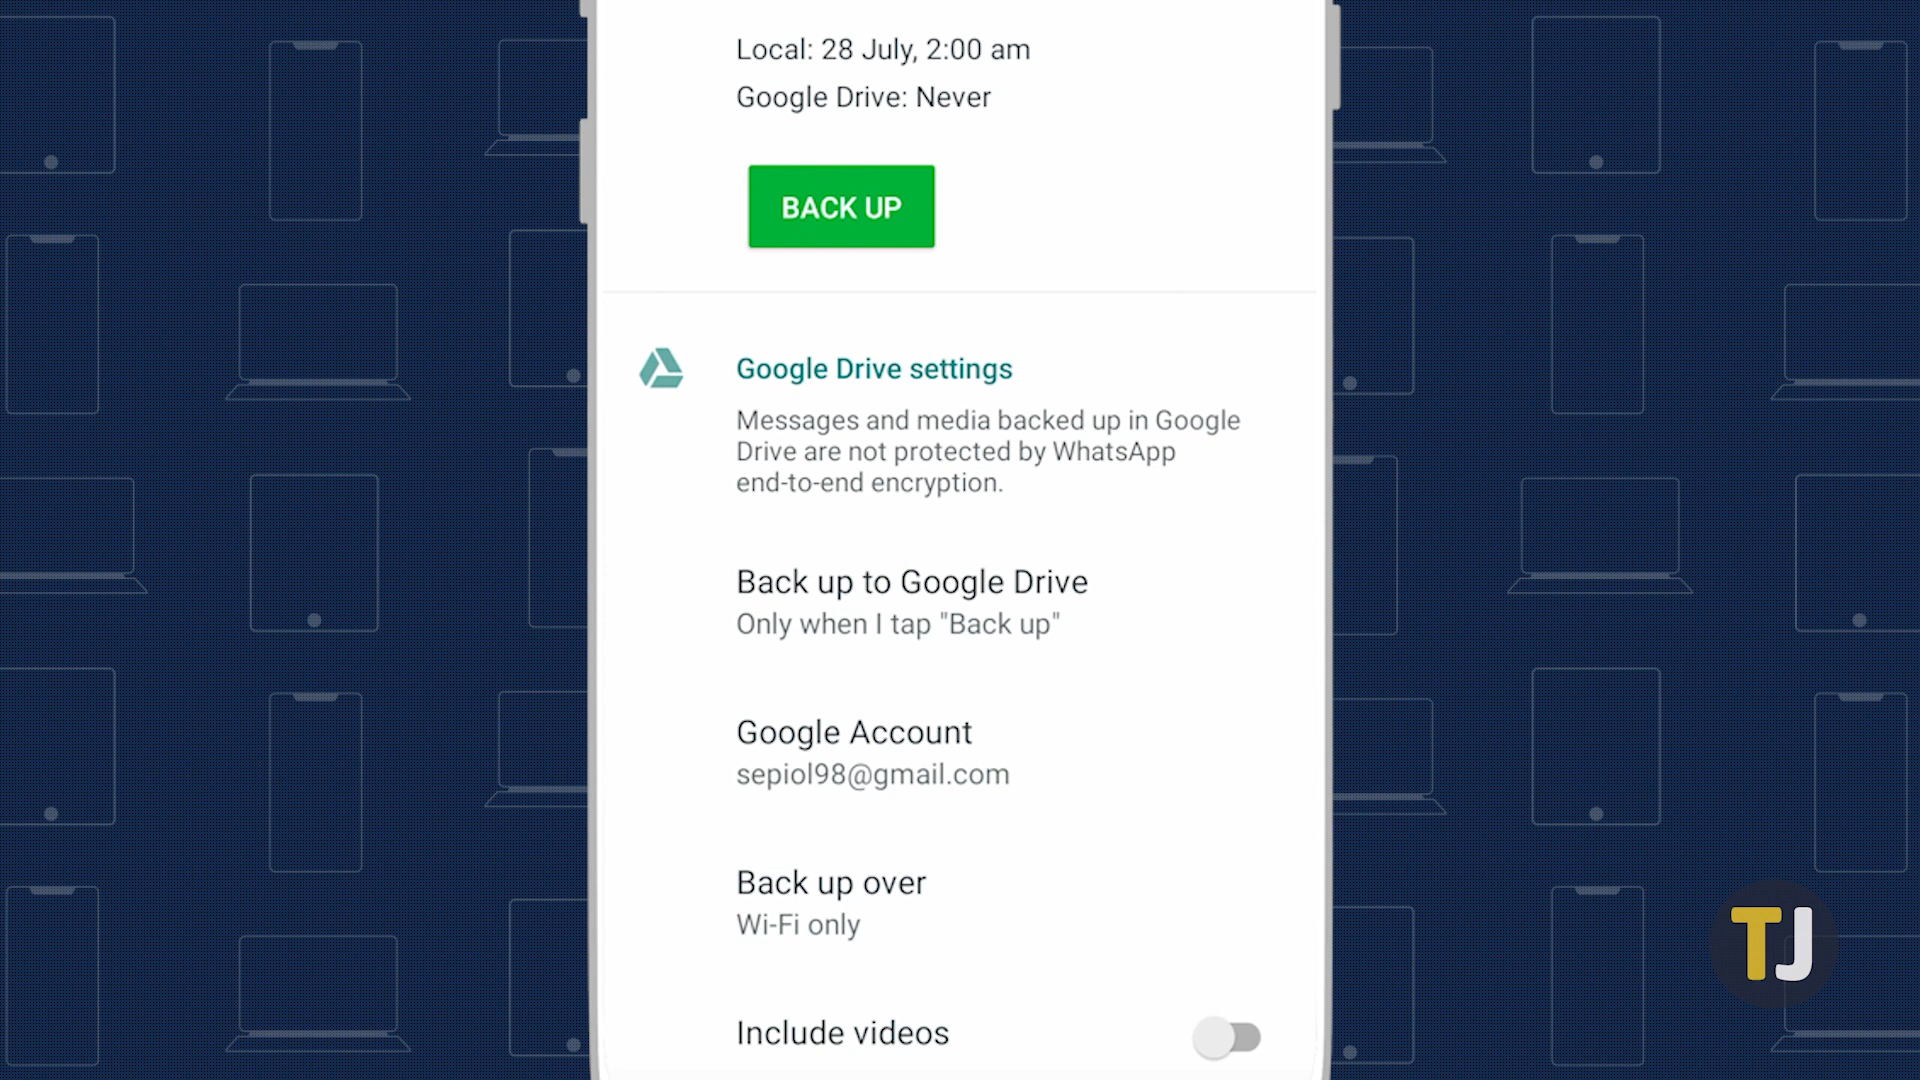 Local: 28 July, 2:00 am
Google Drive: Never
BACK UP
Google Drive settings
Messages and media backed up in Google
Drive are not protected by WhatsApp
end-to-end encryption.
Back up to Google Drive
Only when I tap "Back up"
Google Account
sepiol98@gmail.com
Back up over
Wi-Fi only
Include videos
TJ